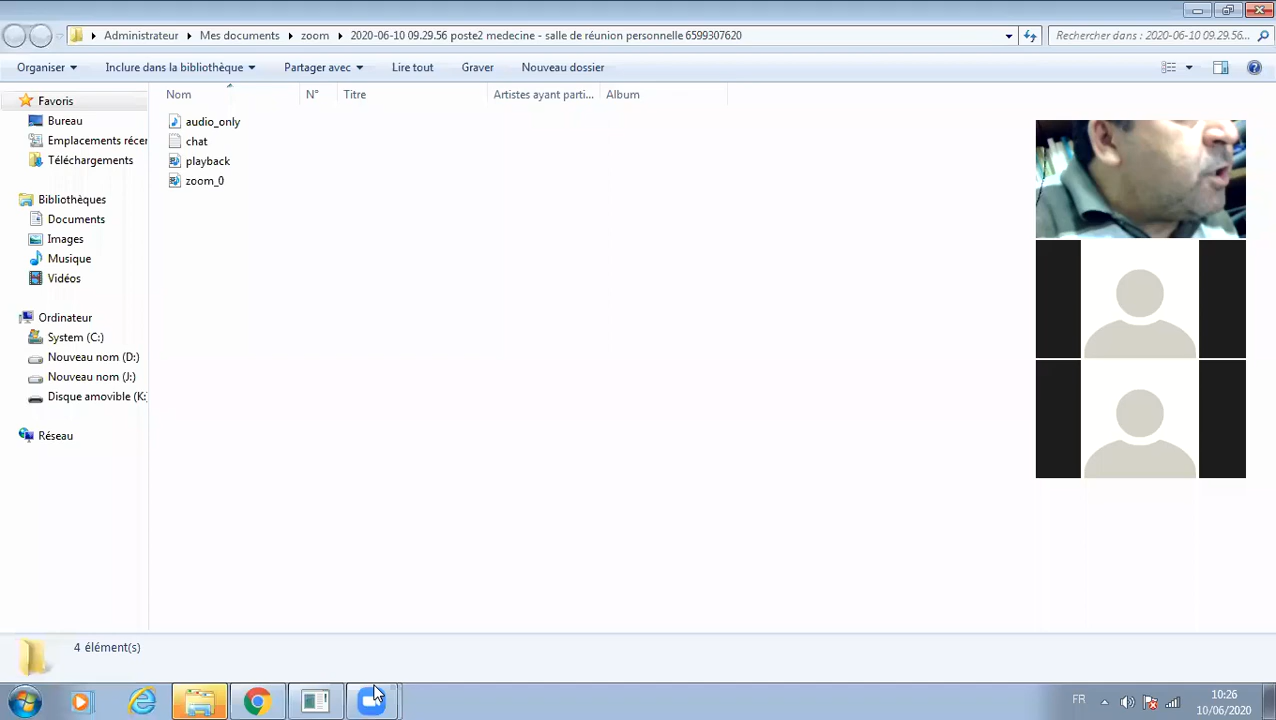 Administrateur Mes documents zoom 2020-06-10 09.29.56 poste2 medecine - salle de réunion personnelle 6599307620 Rechercher dans : 2020-06-10 09.29.56...
Organiser Inclure dans la bibliothèque Partager avec Lire tout Graver Nouveau dossier
Favoris
Bureau
Emplacements récer
Téléchargements
Bibliothèques
Documents
Images
Musique
Vidéos
Ordinateur
System (C:)
Nouveau nom (D:)
Nouveau nom (J:)
Disque amovible (K:
Réseau
Nom N° Titre Artistes ayant parti... Album
audio_only
chat
playback
zoom_0
4 élément(s)
FR 10:26
10/06/2020